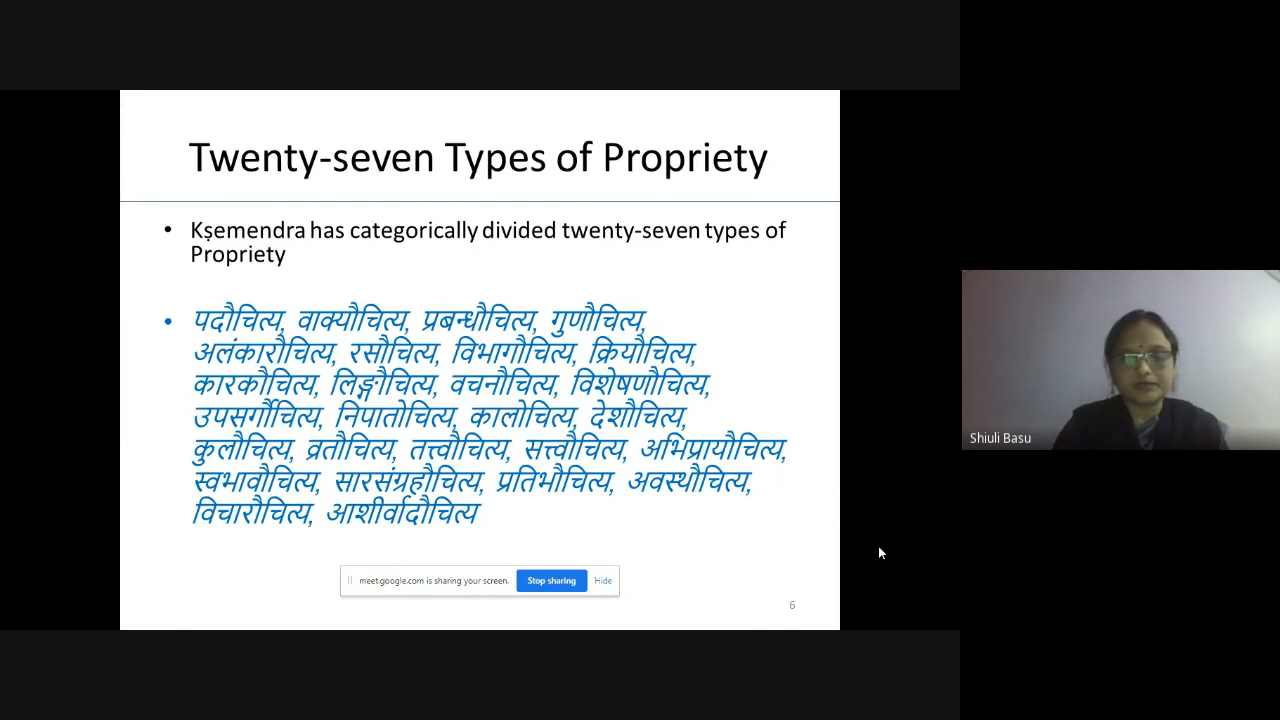 Twenty-seven Types of Propriety
• Kṣemendra has categorically divided twenty-seven types of
Propriety
• पदौचित्य, वाक्यौचित्य, प्रबन्धौचित्य, गुणौचित्य,
अलंकारौचित्य, रसौचित्य, विभागौचित्य, क्रियौचित्य,
कारकौचित्य, लिङ्गौचित्य, वचनौचित्य, विशेषणौचित्य,
उपसर्गौचित्य, निपातोचित्य, कालोचित्य, देशौचित्य,
कुलौचित्य, व्रतौचित्य, तत्त्वौचित्य, सत्त्वौचित्य, अभिप्रायौचित्य,
स्वभावौचित्य, सारसंग्रहौचित्य, प्रतिभौचित्य, अवस्थौचित्य,
विचारौचित्य, आशीर्वादौचित्य
meet.google.com is sharing your screen. Stop sharing Hide
6
Shiuli Basu